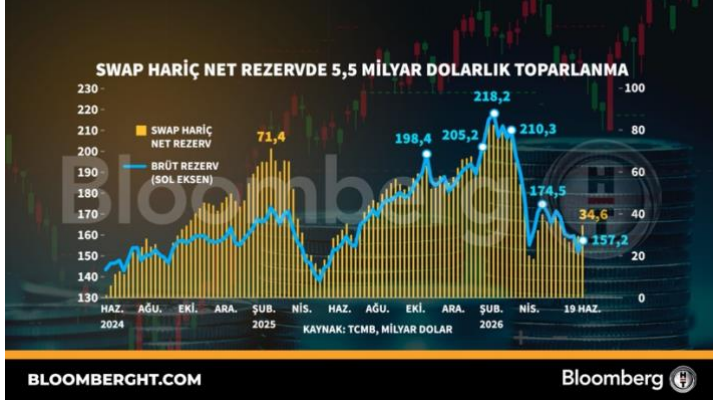 SWAP HARİÇ NET REZERVDE 5,5 MİLYAR DOLARLIK TOPARLANMA
230
220
210
200
190
180
170
160
150
140
130
100
80
60
40
20
0
SWAP HARİÇ
NET REZERV
BRÜT REZERV
(SOL EKSEN)
71,4
198,4
205,2
218,2
210,3
174,5
34,6
157,2
Bloomberg
HT
HAZ. AĞU. EKİ. ARA. ŞUB. NİS. HAZ. AĞU. EKİ. ARA. ŞUB. NİS. 19 HAZ.
2024 2025 2026
KAYNAK: TCMB, MİLYAR DOLAR
BLOOMBERGHT.COM
Bloomberg HT